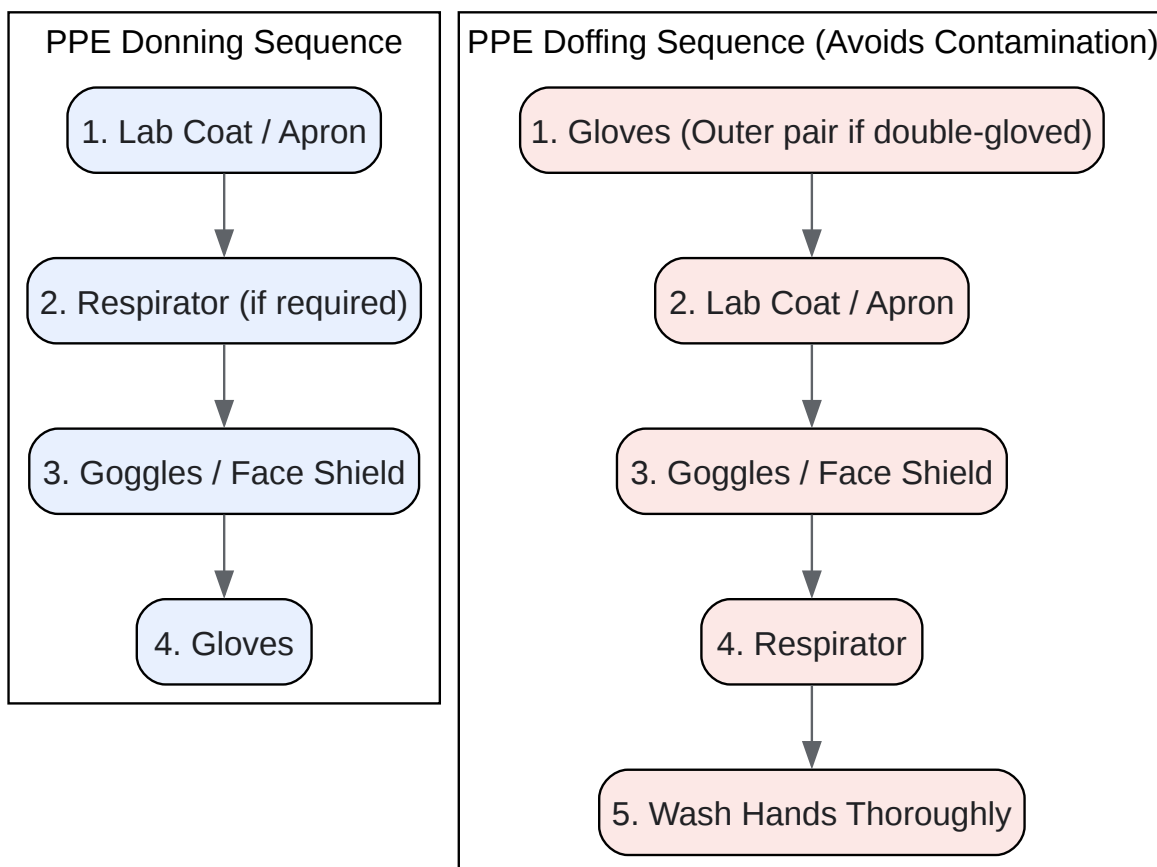 PPE Donning Sequence
1. Lab Coat / Apron
2. Respirator (if required)
3. Goggles / Face Shield
4. Gloves
PPE Doffing Sequence (Avoids Contamination)
1. Gloves (Outer pair if double-gloved)
2. Lab Coat / Apron
3. Goggles / Face Shield
4. Respirator
5. Wash Hands Thoroughly